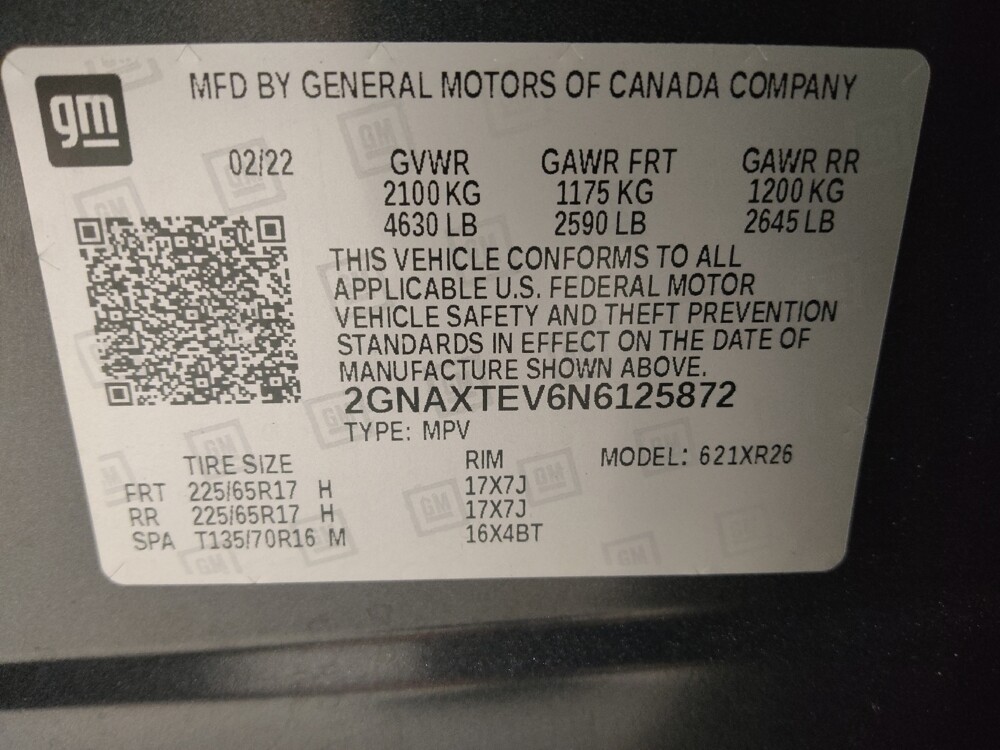 gm
MFD BY GENERAL MOTORS OF CANADA COMPANY
02/22 GVWR GAWR FRT GAWR RR
2100 KG 1175 KG 1200 KG
4630 LB 2590 LB 2645 LB
THIS VEHICLE CONFORMS TO ALL
APPLICABLE U.S. FEDERAL MOTOR
VEHICLE SAFETY AND THEFT PREVENTION
STANDARDS IN EFFECT ON THE DATE OF
MANUFACTURE SHOWN ABOVE.
2GNAXTEV6N6125872
TYPE: MPV
TIRE SIZE RIM MODEL: 621XR26
FRT 225/65R17 H 17X7J
RR 225/65R17 H 17X7J
SPA T135/70R16 M 16X4BT